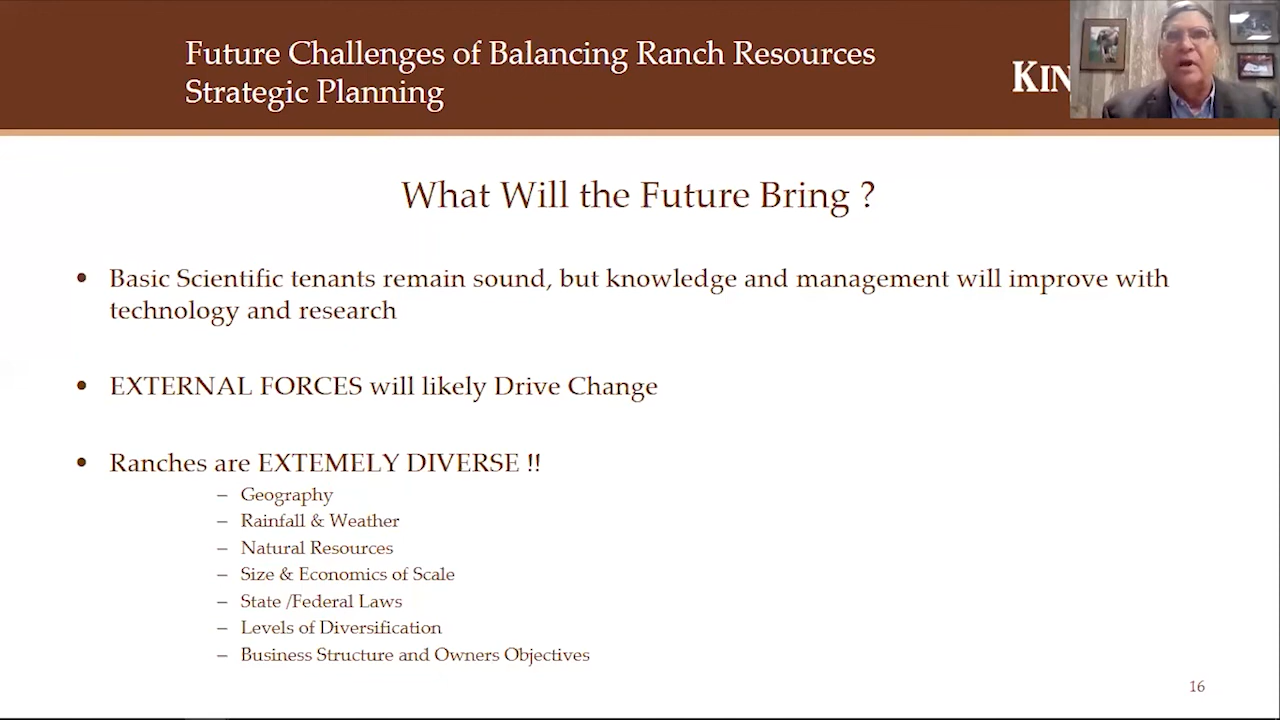 Future Challenges of Balancing Ranch Resources
Strategic Planning
What Will the Future Bring ?
• Basic Scientific tenants remain sound, but knowledge and management will improve with
technology and research
• EXTERNAL FORCES will likely Drive Change
• Ranches are EXTEMELY DIVERSE !!
– Geography
– Rainfall & Weather
– Natural Resources
– Size & Economics of Scale
– State /Federal Laws
– Levels of Diversification
– Business Structure and Owners Objectives
16